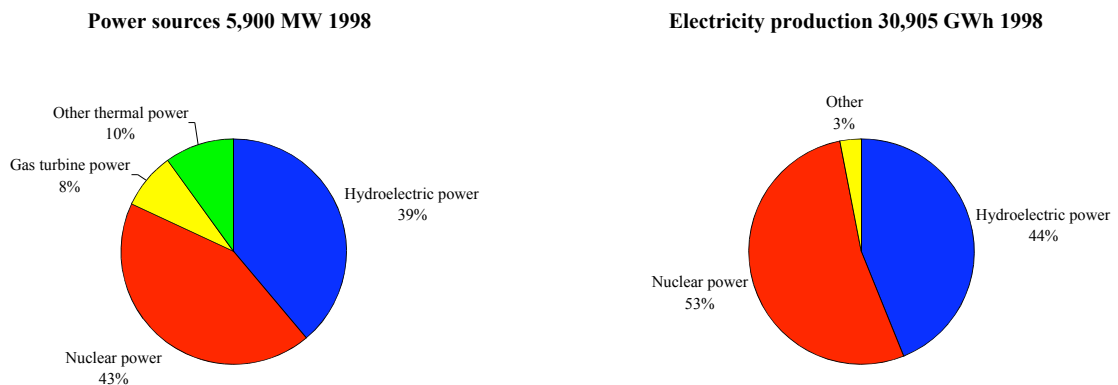 Power sources 5,900 MW 1998
Other thermal power
10%
Gas turbine power
8%
Hydroelectric power
39%
Nuclear power
43%
Electricity production 30,905 GWh 1998
Other
3%
Hydroelectric power
44%
Nuclear power
53%